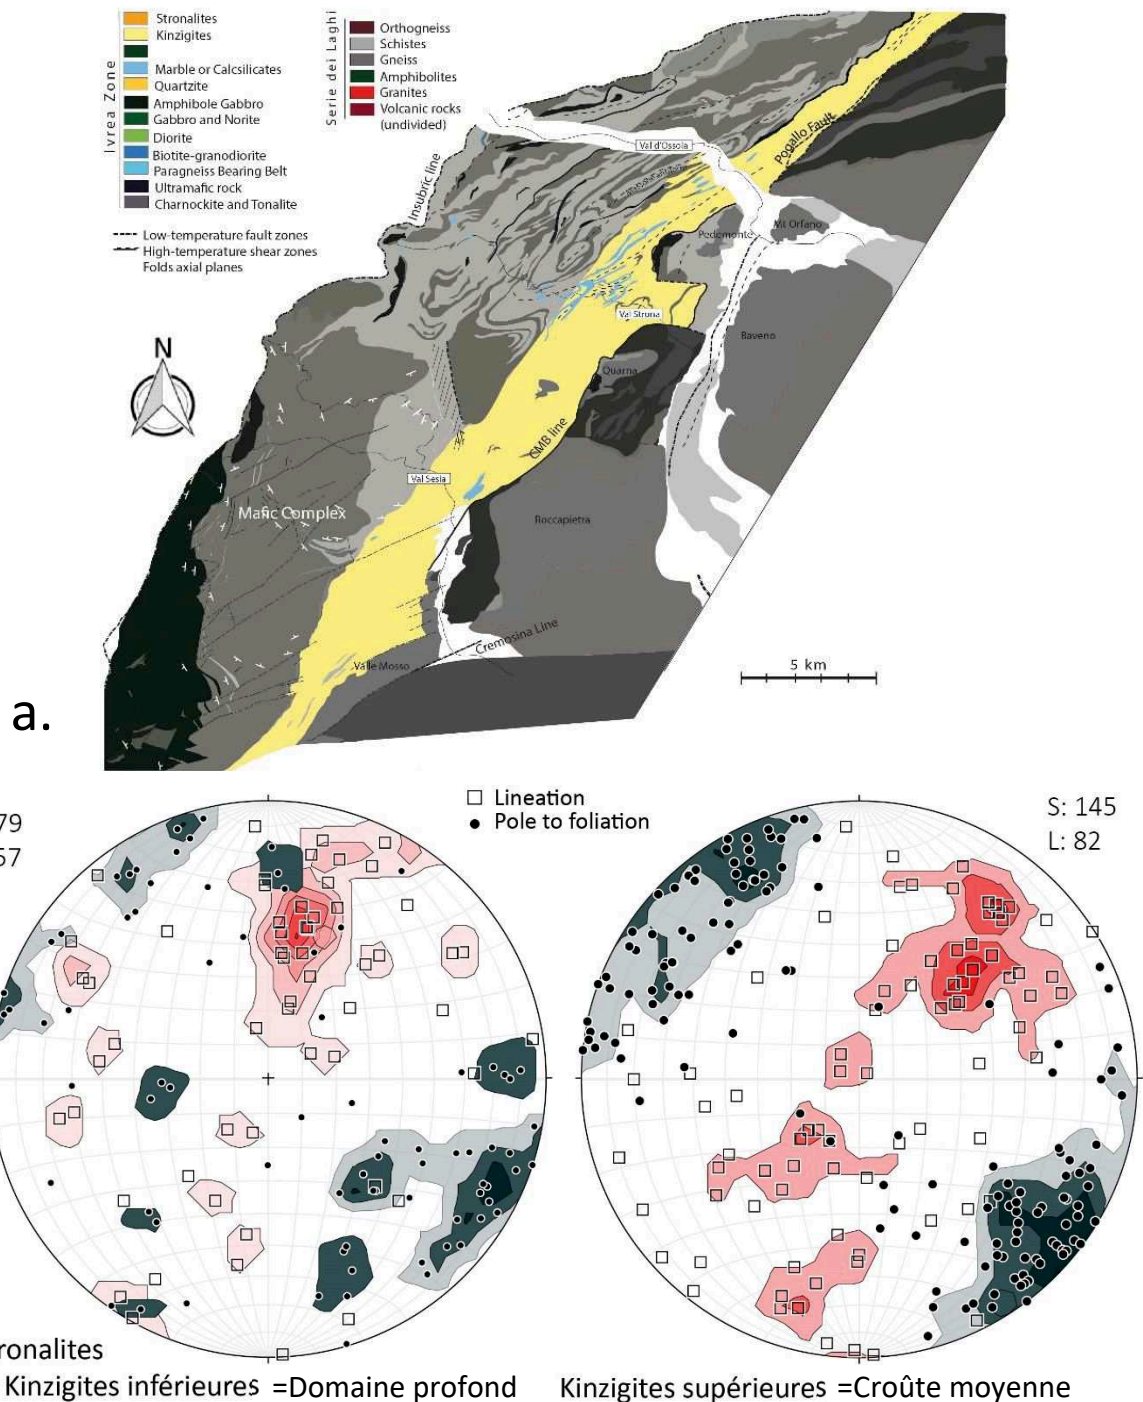 Ivrea Zone
Stronalites
Kinzigites
Marble or Calcsilicates
Quartzite
Amphibole Gabbro
Gabbro and Norite
Diorite
Biotite-granodiorite
Paragneiss Bearing Belt
Ultramafic rock
Charnockite and Tonalite
Low-temperature fault zones
High-temperature shear zones
Folds axial planes
Serie dei Laghi
Orthogneiss
Schistes
Gneiss
Amphibolites
Granites
Volcanic rocks
(undivided)
N
Insubric line
Val d'Ossola
Pogallo Fault
Pedemonte
Mt Orfano
Val Strona
Baveno
Quarna
CMB line
Val Sesia
Mafic Complex
Roccapietra
Cremosina Line
Valle Mosso
5 km
a.
79
57
Lineation
Pole to foliation
S: 145
L: 82
ronalites
Kinzigites inférieures =Domaine profond
Kinzigites supérieures =Croûte moyenne